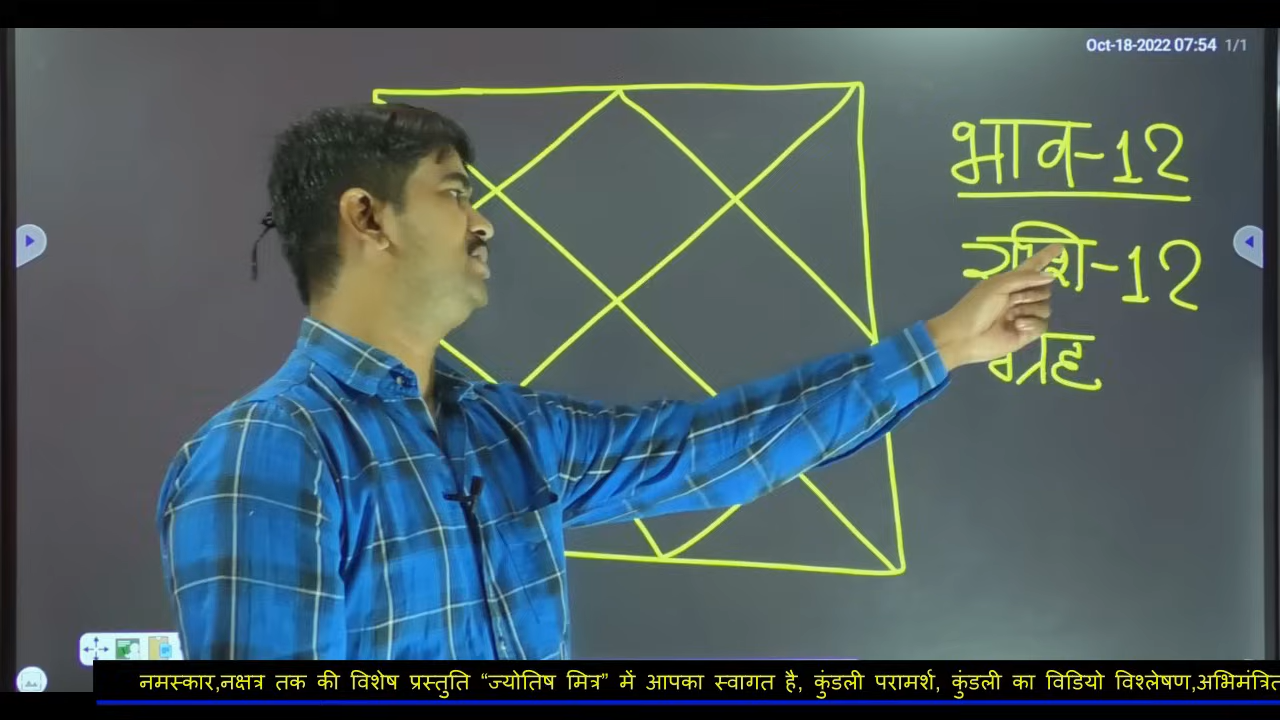 Oct-18-2022 07:54 1/1
भाव-12
राशि-12
ग्रह
नमस्कार,नक्षत्र तक की विशेष प्रस्तुति “ज्योतिष मित्र” में आपका स्वागत है, कुंडली परामर्श, कुंडली का विडियो विश्लेषण,अभिमंत्रित